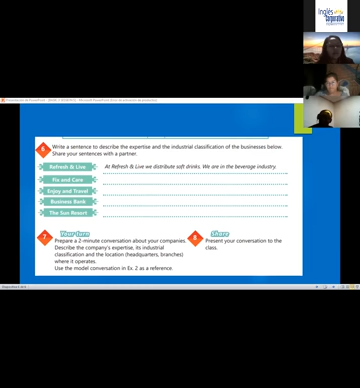 Inglés
corporativo
6 Write a sentence to describe the expertise and the industrial classification of the businesses below.
Share your sentences with a partner.
Refresh & Live
At Refresh & Live we distribute soft drinks. We are in the beverage industry.
Fix and Care
Enjoy and Travel
Business Bank
The Sun Resort
7 Your turn
Prepare a 2-minute conversation about your companies.
Describe the company's expertise, its industrial
classification and the location (headquarters, branches)
where it operates.
Use the model conversation in Ex. 2 as a reference.
8 Share
Present your conversation to the
class.